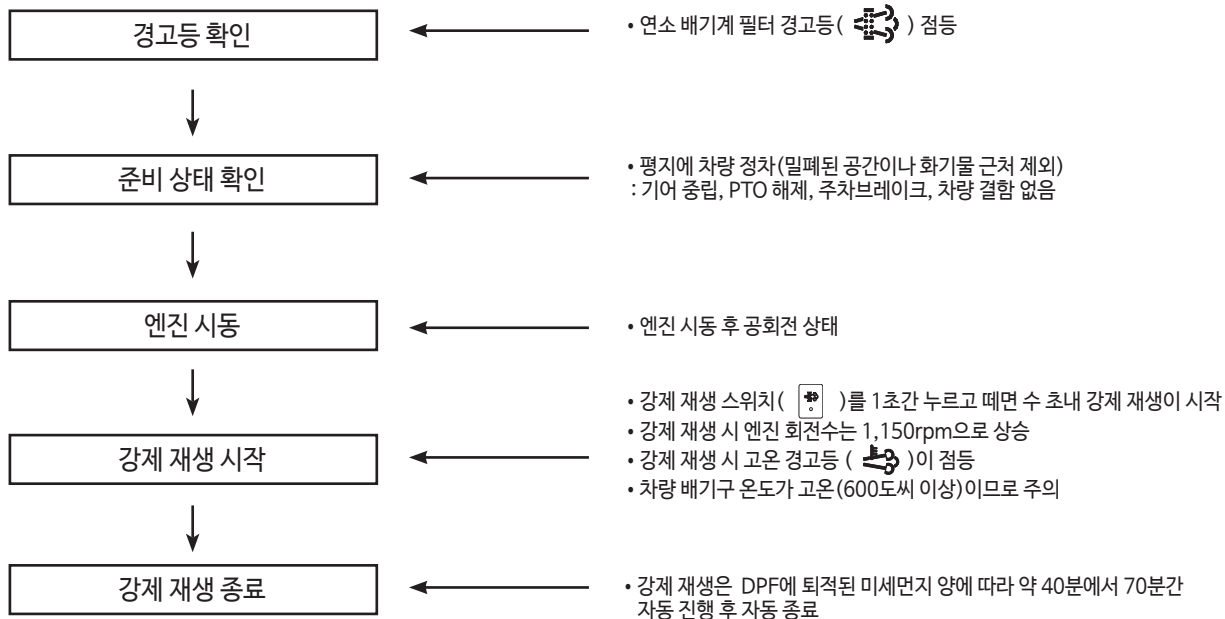 경고등 확인
• 연소 배기계 필터 경고등( ) 점등
준비 상태 확인
• 평지에 차량 정차(밀폐된 공간이나 화기물 근처 제외)
: 기어 중립, PTO 해제, 주차브레이크, 차량 결함 없음
엔진 시동
• 엔진 시동 후 공회전 상태
강제 재생 시작
• 강제 재생 스위치( )를 1초간 누르고 떼면 수 초내 강제 재생이 시작
• 강제 재생 시 엔진 회전수는 1,150rpm으로 상승
• 강제 재생 시 고온 경고등 ( )이 점등
• 차량 배기구 온도가 고온(600도씨 이상)이므로 주의
강제 재생 종료
• 강제 재생은 DPF에 퇴적된 미세먼지 양에 따라 약 40분에서 70분간
자동 진행 후 자동 종료